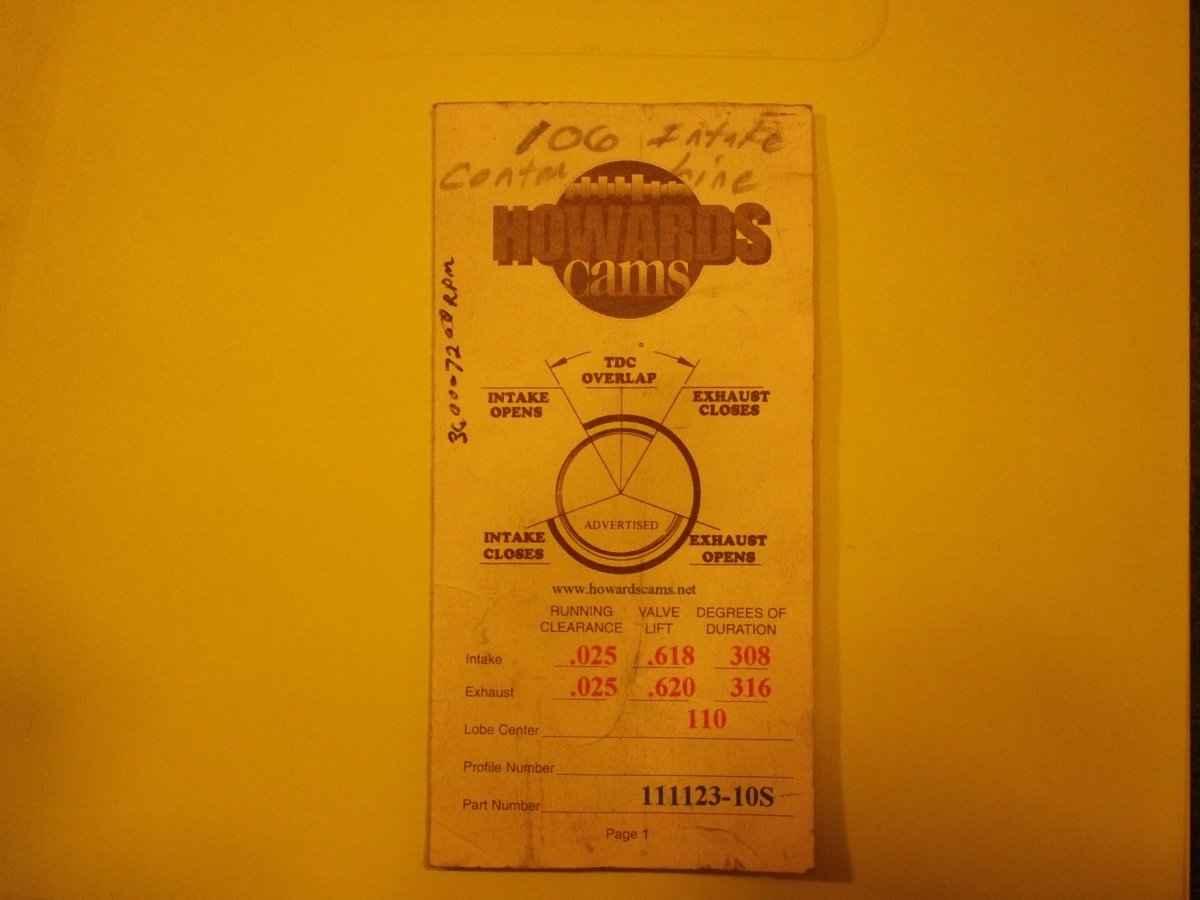 106 Intake
Center line
HOWARDS
cams
3600-7200 RPM
TDC
OVERLAP
INTAKE
OPENS
EXHAUST
CLOSES
ADVERTISED
INTAKE
CLOSES
EXHAUST
OPENS
www.howardscams.net
RUNNING CLEARANCE VALVE LIFT DEGREES OF DURATION
Intake .025 .618 308
Exhaust .025 .620 316
Lobe Center 110
Profile Number
Part Number 111123-10S
Page 1